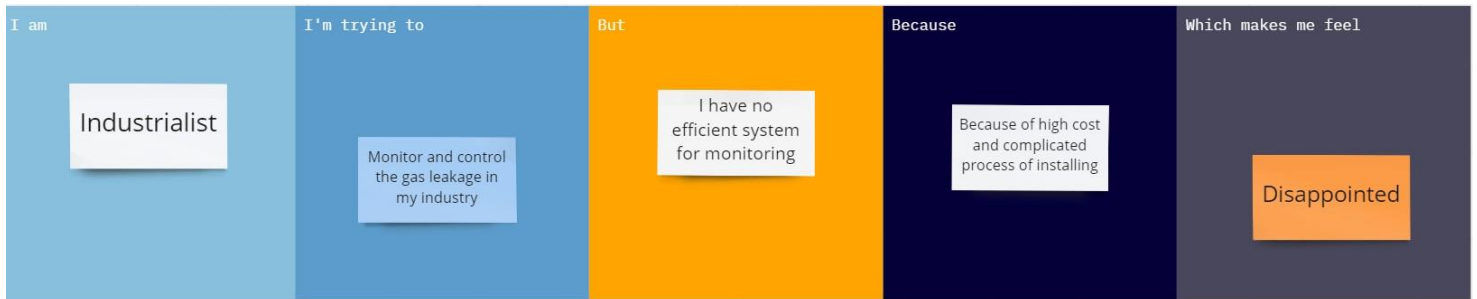 I am
Industrialist
I'm trying to
Monitor and control
the gas leakage in
my industry
But
I have no
efficient system
for monitoring
Because
Because of high cost
and complicated
process of installing
Which makes me feel
Disappointed